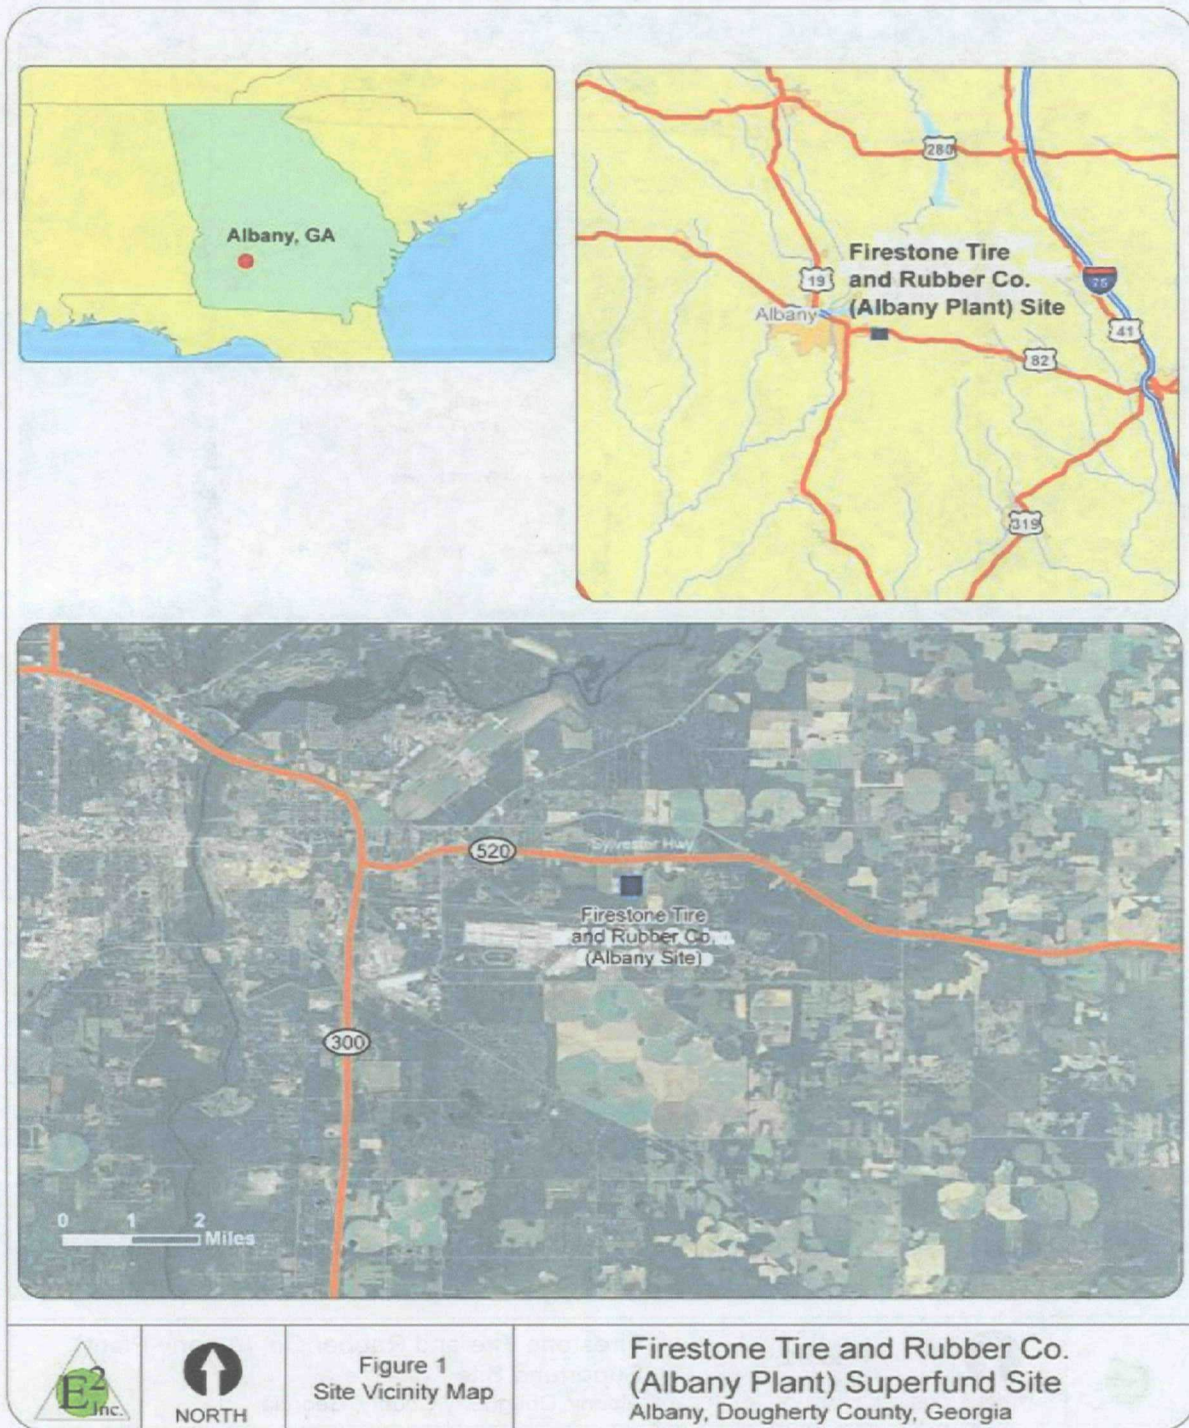 Albany, GA
280
Firestone Tire
and Rubber Co.
(Albany Plant) Site
19
75
Albany
41
82
319
520
Sylvester Hwy
Firestone Tire
and Rubber Co.
(Albany Site)
300
0 1 2
Miles
E2
Inc.
NORTH
Figure 1
Site Vicinity Map
Firestone Tire and Rubber Co.
(Albany Plant) Superfund Site
Albany, Dougherty County, Georgia